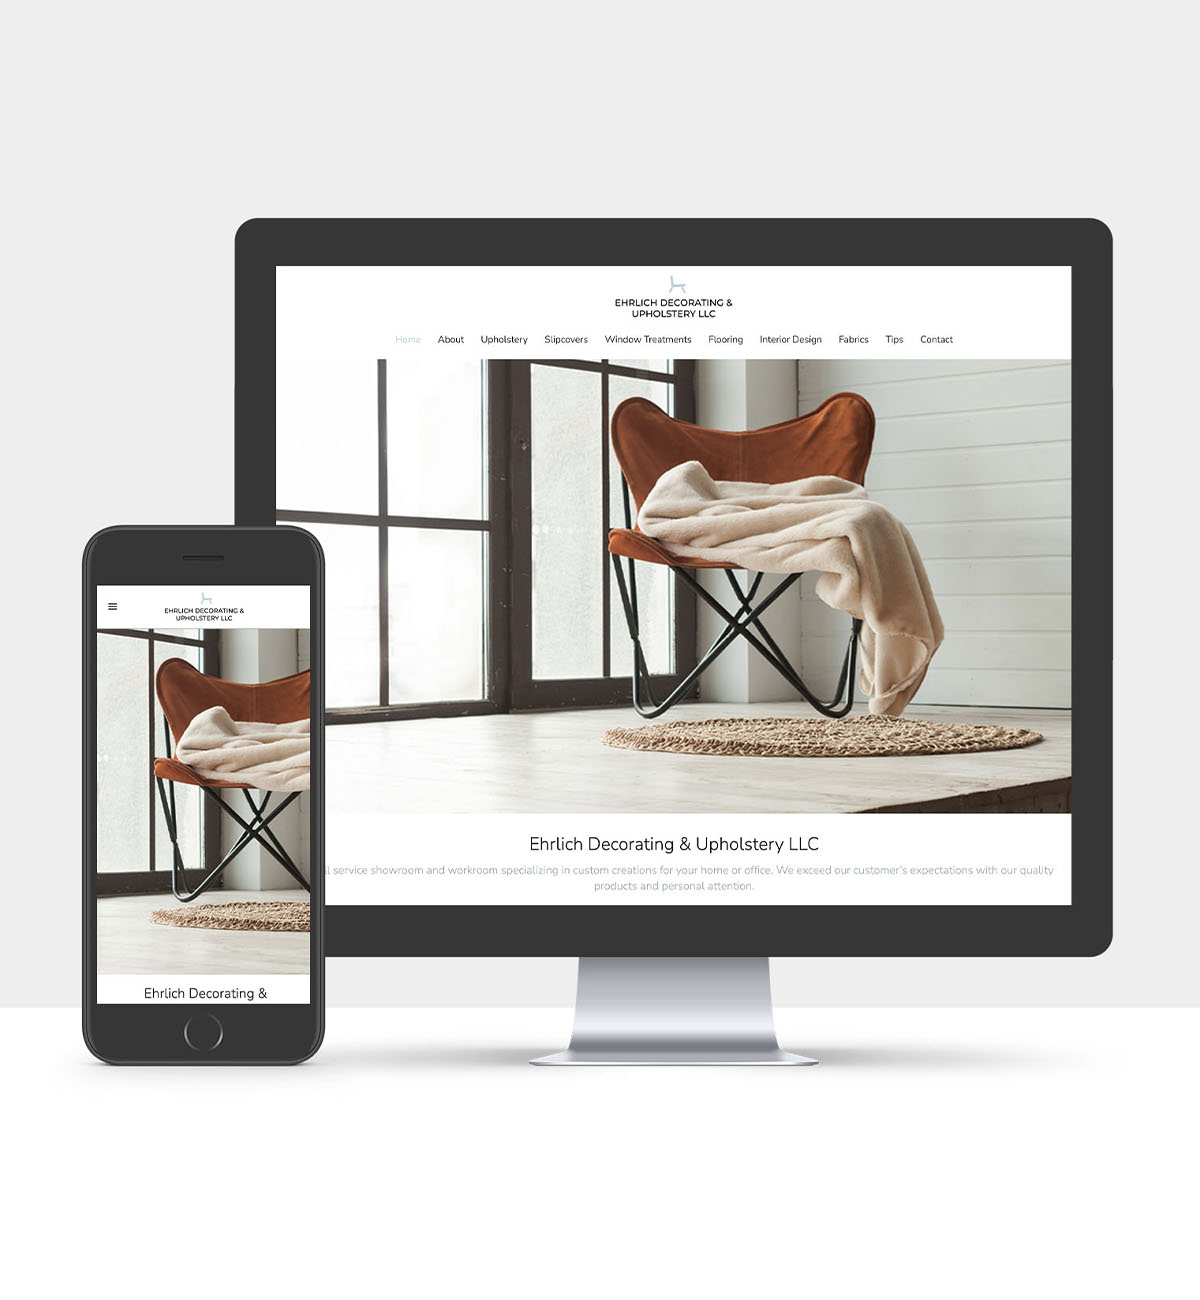 EHRLICH DECORATING &
UPHOLSTERY LLC
Home About Upholstery Slipcovers Window Treatments Flooring Interior Design Fabrics Tips Contact
Ehrlich Decorating & Upholstery LLC
service showroom and workroom specializing in custom creations for your home or office. We exceed our customer's expectations with our quality
products and personal attention.
EHRLICH DECORATING &
UPHOLSTERY LLC
Ehrlich Decorating &